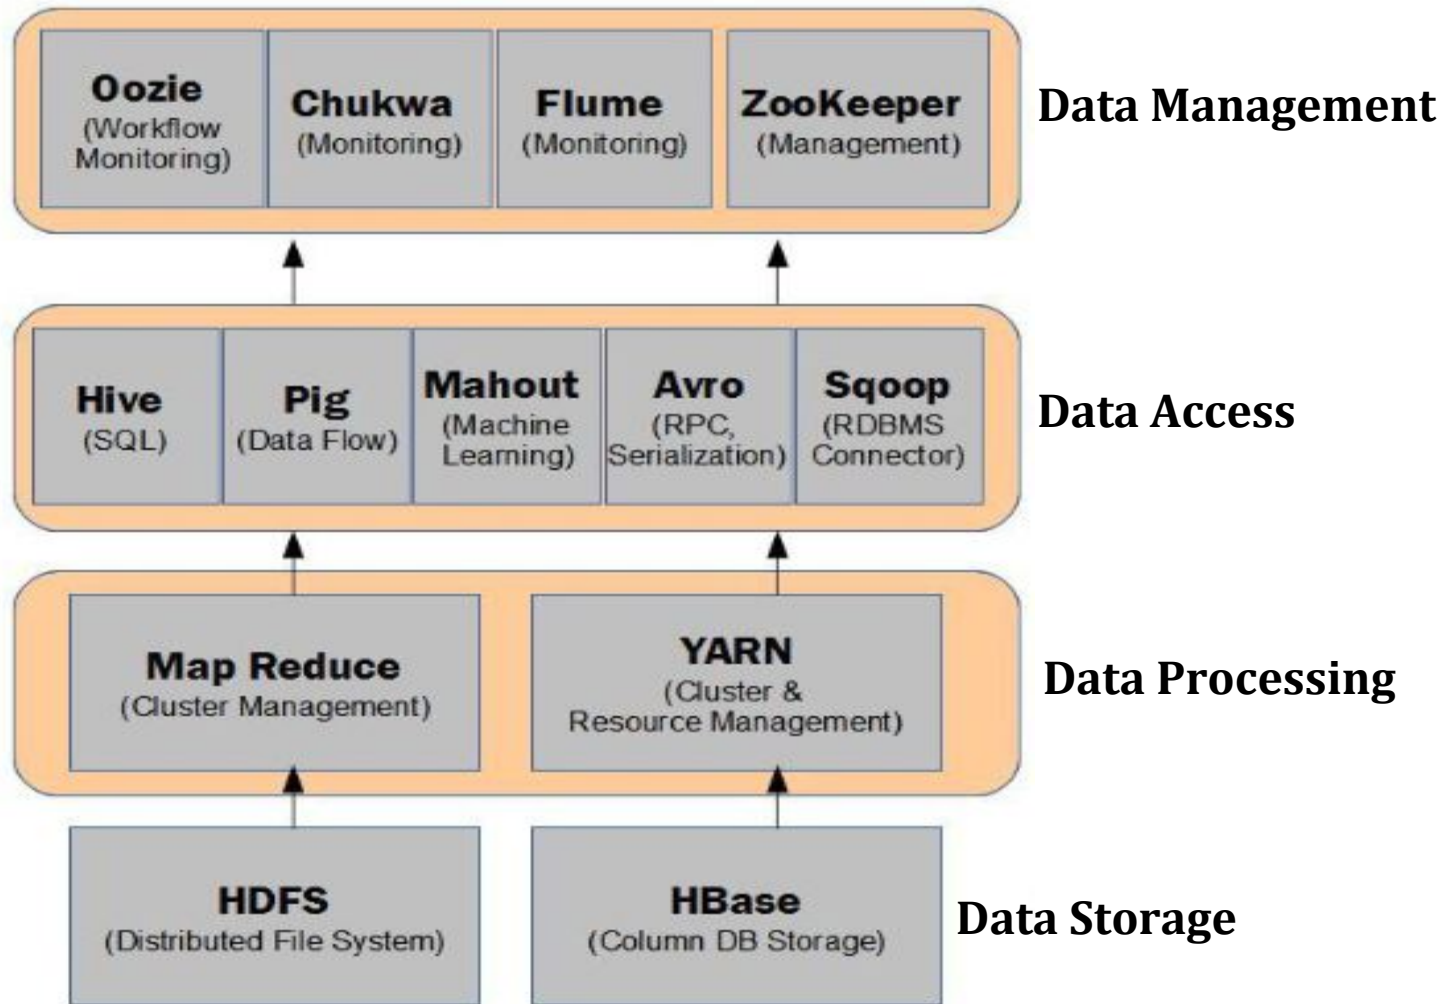 Oozie
(Workflow
Monitoring)
Chukwa
(Monitoring)
Flume
(Monitoring)
ZooKeeper
(Management)
Data Management
Hive
(SQL)
Pig
(Data Flow)
Mahout
(Machine
Learning)
Avro
(RPC,
Serialization)
Sqoop
(RDBMS
Connector)
Data Access
Map Reduce
(Cluster Management)
YARN
(Cluster &
Resource Management)
Data Processing
HDFS
(Distributed File System)
HBase
(Column DB Storage)
Data Storage